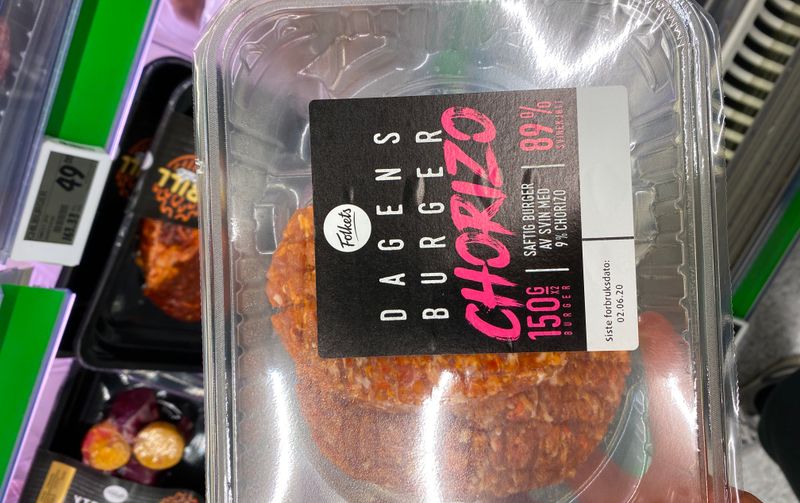 Folkets
DAGENS
BURGER
CHORIZO
150G
X2
BURGER
SAFTIG BURGER
AV SVIN MED
9% CHORIZO
89%
SVINEKJØTT
Siste forbruksdato:
02.06.20
49